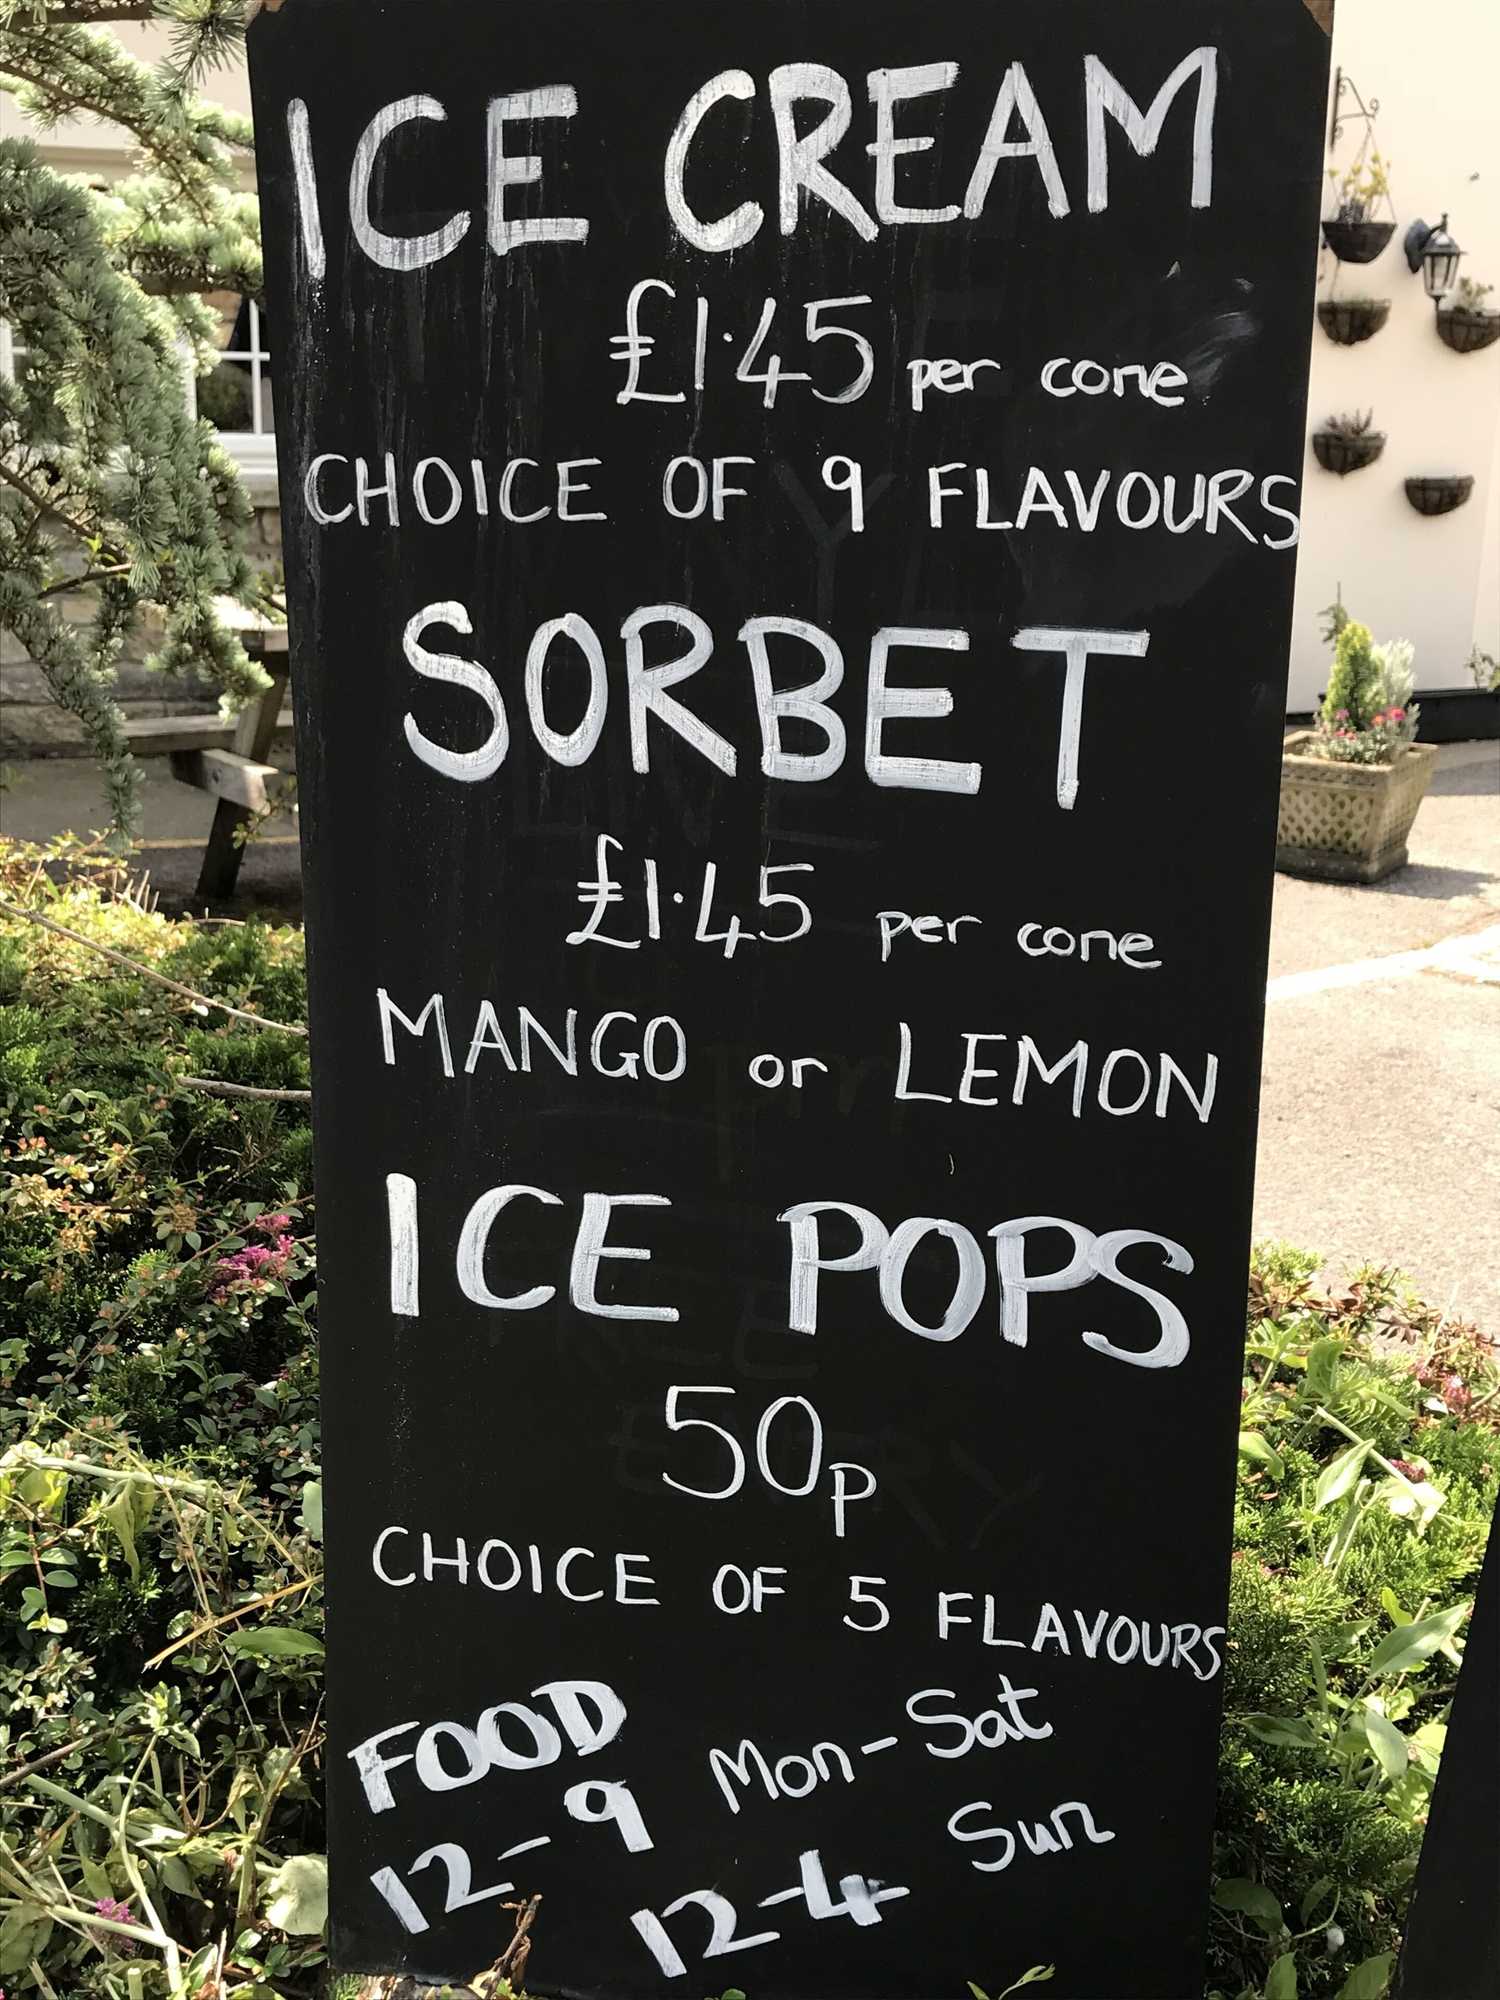 ICE CREAM
£1.45 per cone
CHOICE OF 9 FLAVOURS
SORBET
£1.45 per cone
MANGO or LEMON
ICE POPS
50p
CHOICE OF 5 FLAVOURS
FOOD
12-9 Mon-Sat
12-4 Sun